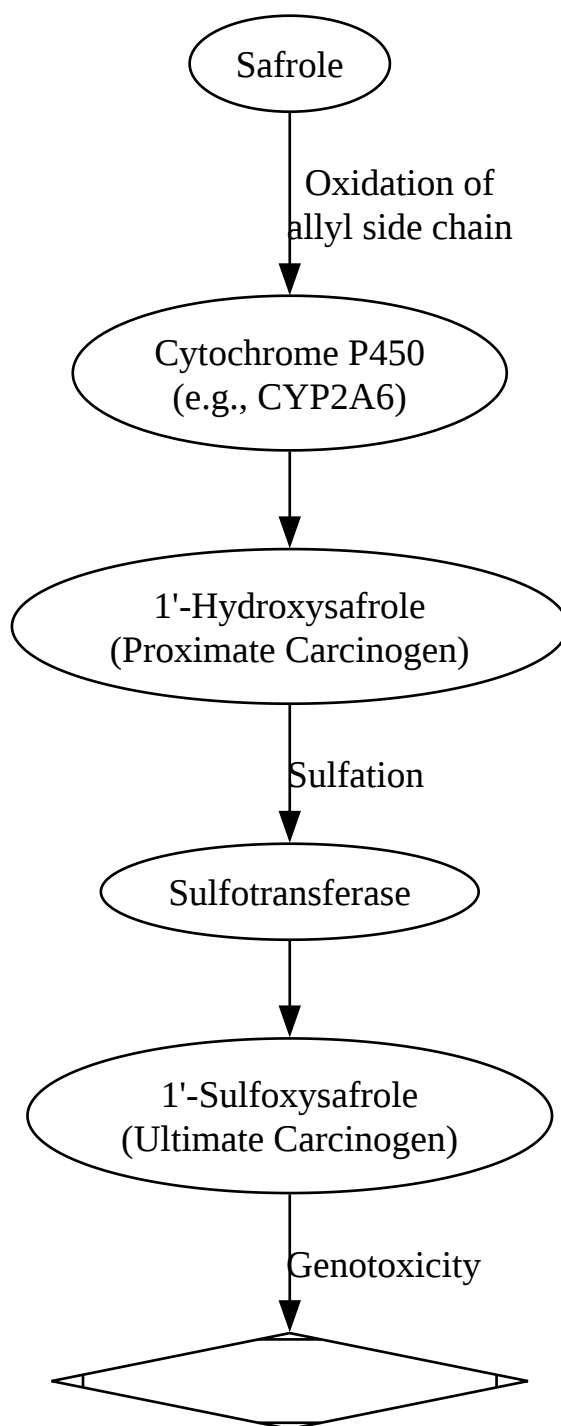 Safrole
Oxidation of
allyl side chain
Cytochrome P450
(e.g., CYP2A6)
1'-Hydroxysafrole
(Proximate Carcinogen)
Sulfation
Sulfotransferase
1'-Sulfoxysafrole
(Ultimate Carcinogen)
Genotoxicity